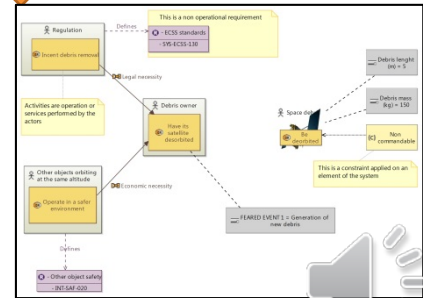 Regulation
Incent debris removal
Defines
This is a non operational requirement
- ECSS standards
- SYS-ECSS-130
Activities are operation or
services performed by the
actors
Legal necessity
Debris owner
Have its
satellite
desorbited
Other objects orbiting
at the same altitude
Operate in a safer
environment
Economic necessity
Defines
- Other object safety
- INT-SAF-020
Debris lenght
(m) = 5
Debris mass
(kg) = 150
Space deb
Be
deorbited
{c} Non
commandable
This is a constraint applied on an
element of the system
FEARED EVENT 1 = Generation of
new debris